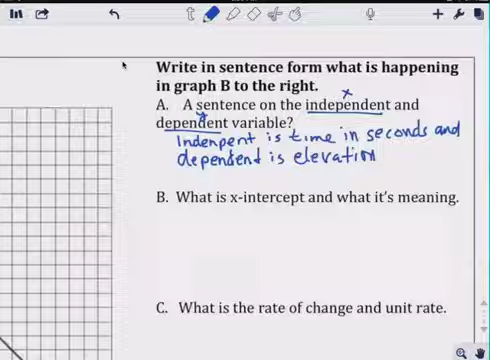 Write in sentence form what is happening
in graph B to the right.
x
A. A sentence on the independent and
y
dependent variable?
Indenpent is time in seconds and
dependent is elevation
B. What is x-intercept and what it's meaning.
C. What is the rate of change and unit rate.